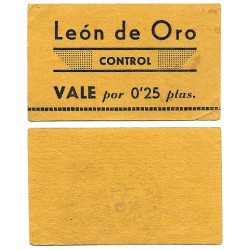 León de Oro
CONTROL
VALE por 0'25 ptas.